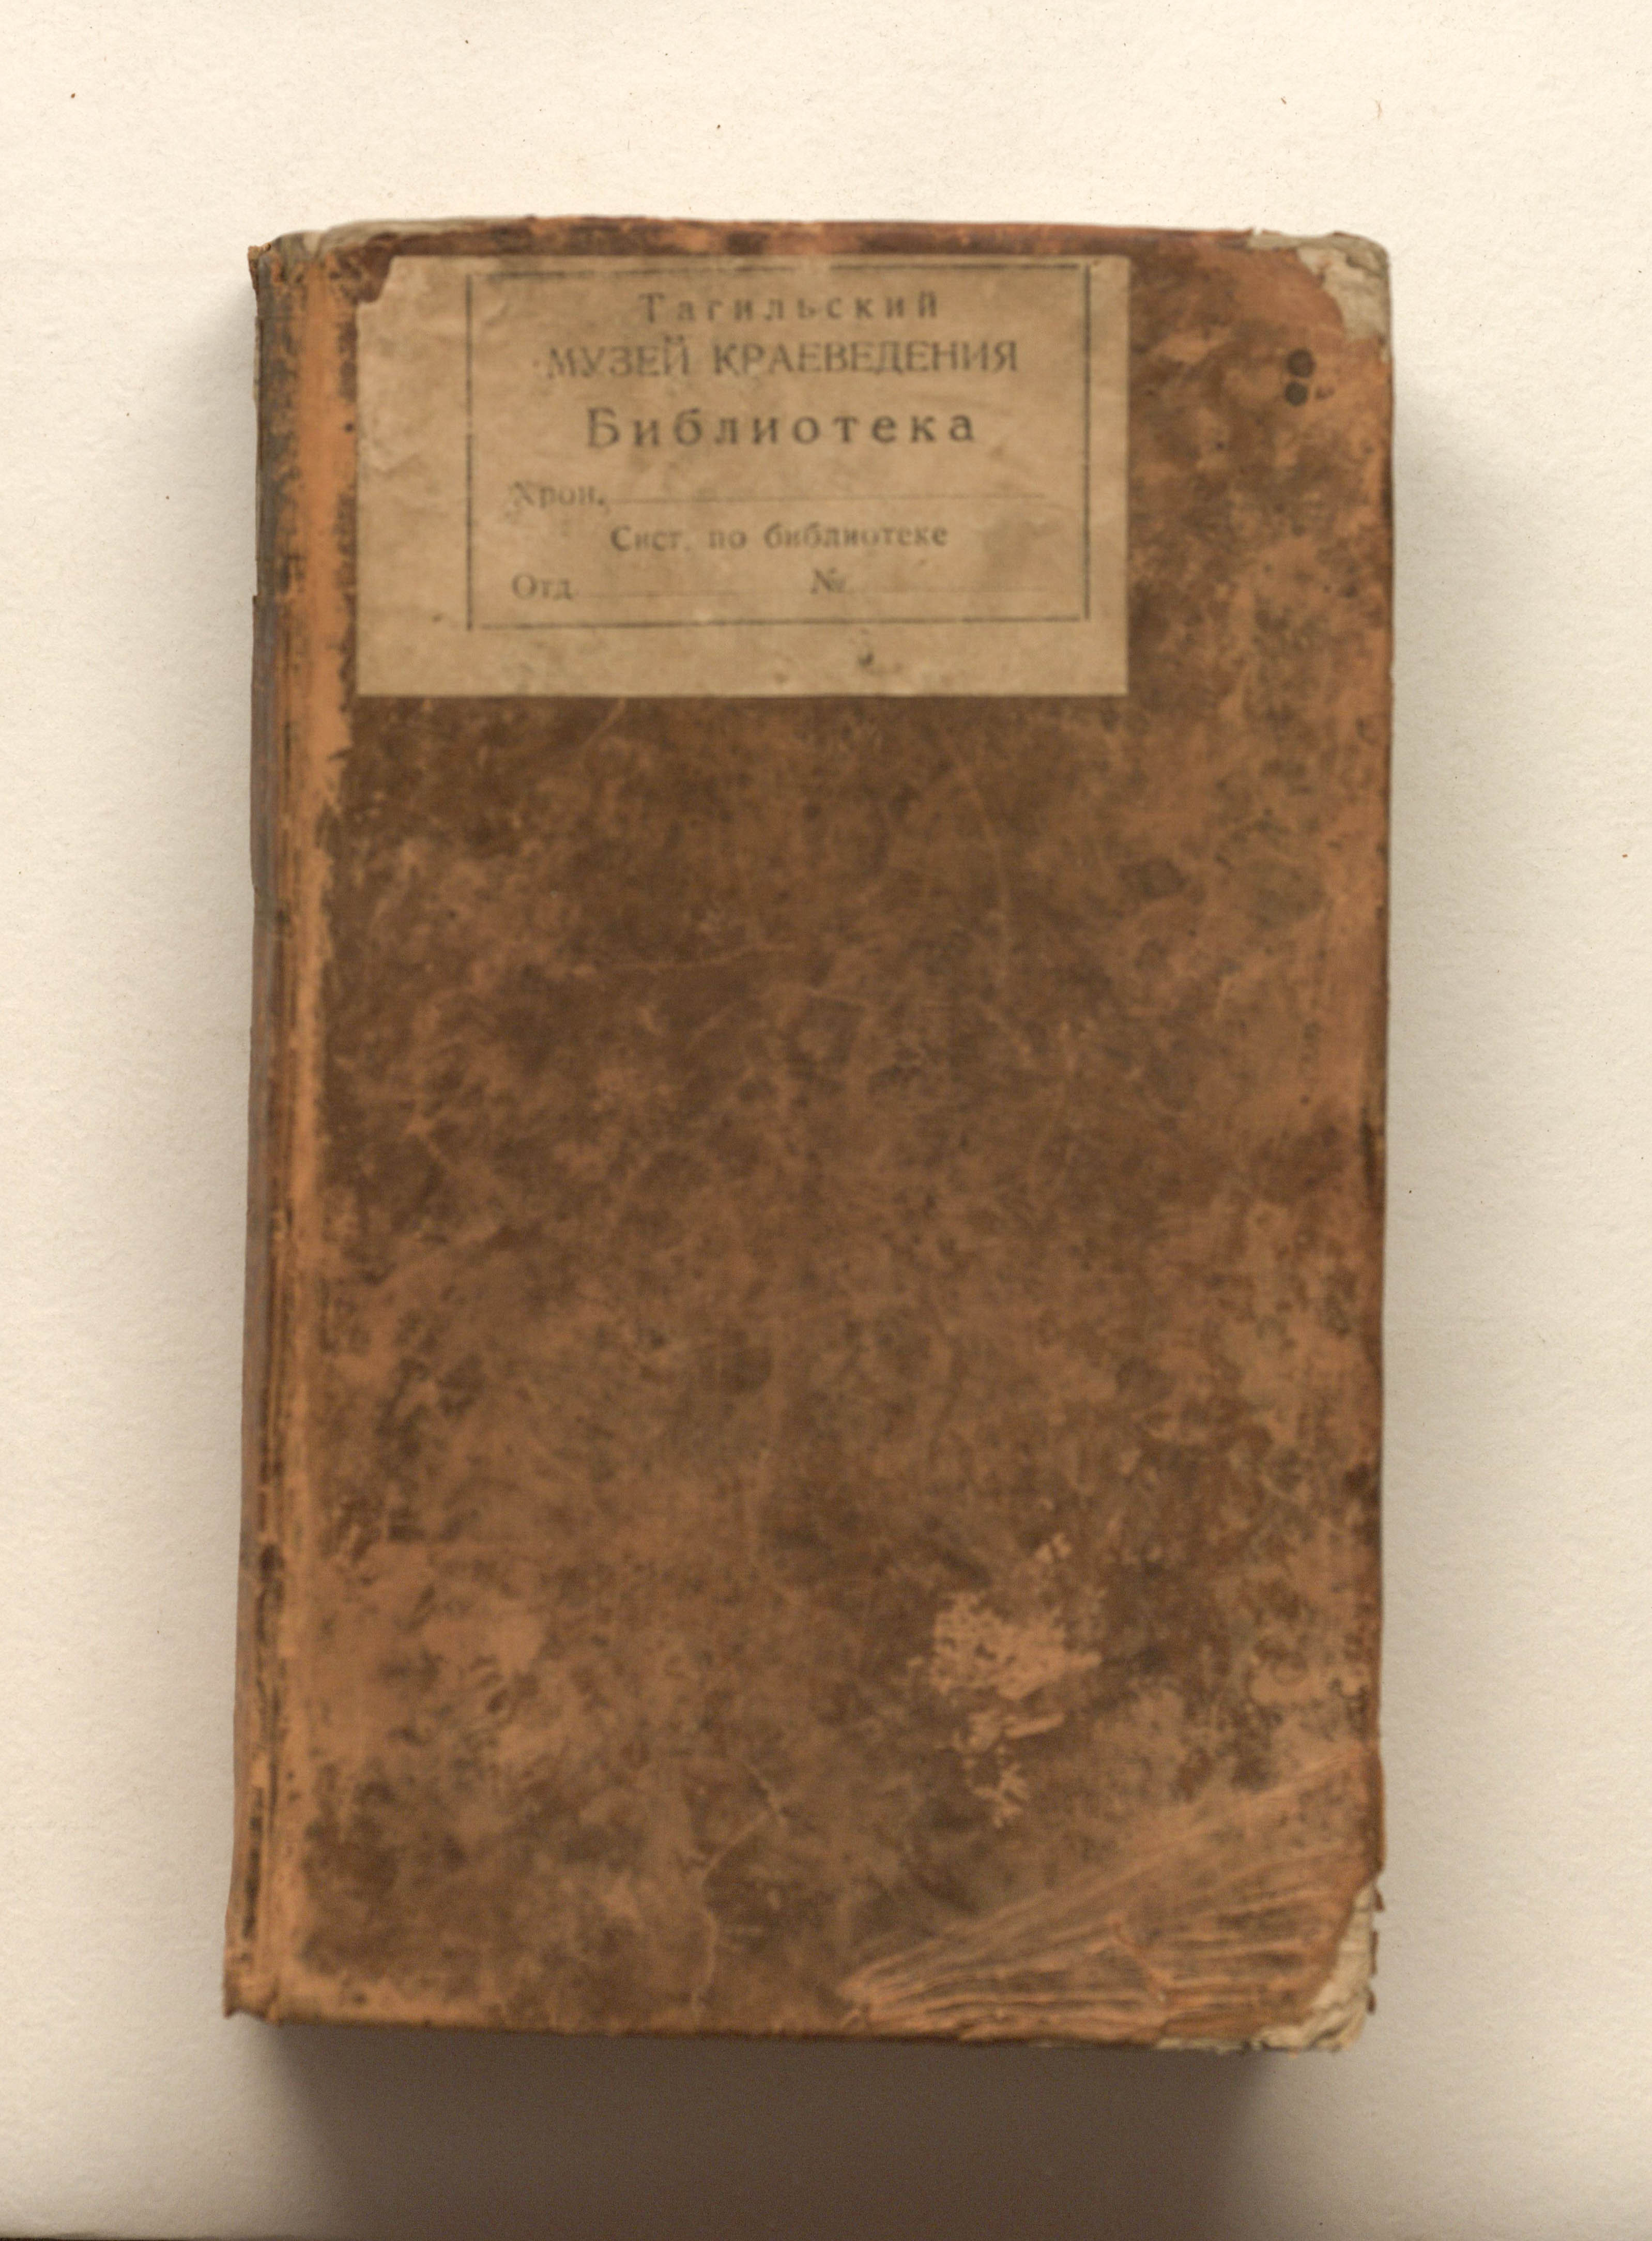 Тагильский
МУЗЕЙ КРАЕВЕДЕНИЯ
Библиотека
Хрон.
Сист. по библиотеке
Отд. №